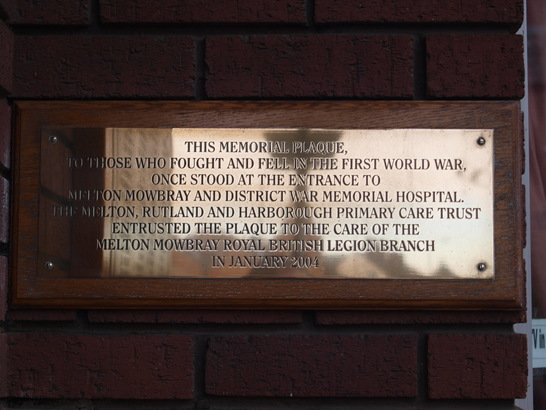 THIS MEMORIAL PLAQUE,
TO THOSE WHO FOUGHT AND FELL IN THE FIRST WORLD WAR,
ONCE STOOD AT THE ENTRANCE TO
MELTON MOWBRAY AND DISTRICT WAR MEMORIAL HOSPITAL.
THE MELTON, RUTLAND AND HARBOROUGH PRIMARY CARE TRUST
ENTRUSTED THE PLAQUE TO THE CARE OF THE
MELTON MOWBRAY ROYAL BRITISH LEGION BRANCH
IN JANUARY 2004